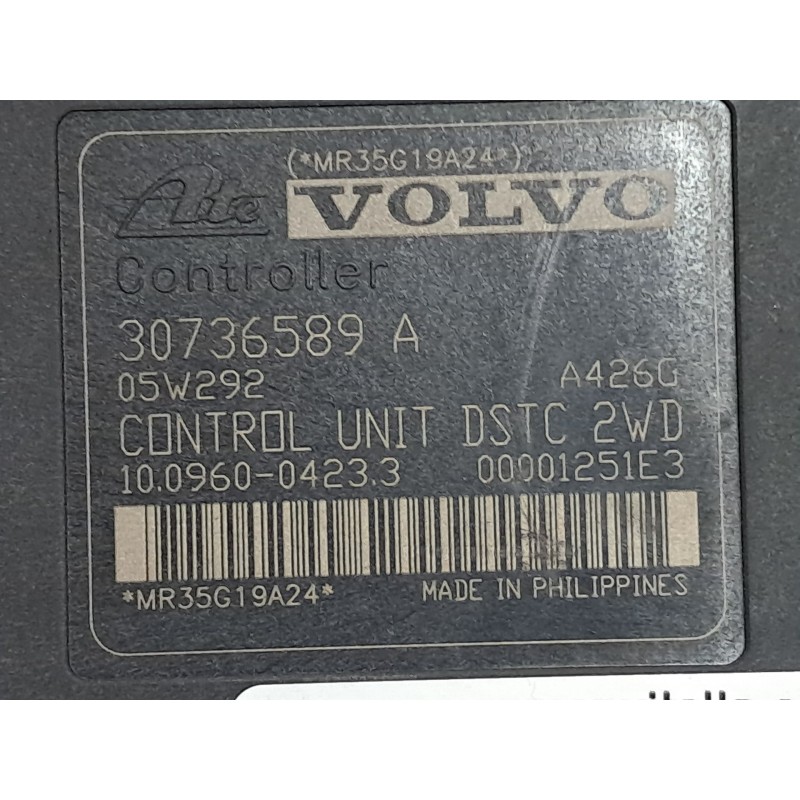 (*MR35G19A24*)
Ate VOLVO
Controller
30736589 A
05W292 A426G
CONTROL UNIT DSTC 2WD
10.0960-0423.3 00001251E3
*MR35G19A24* MADE IN PHILIPPINES